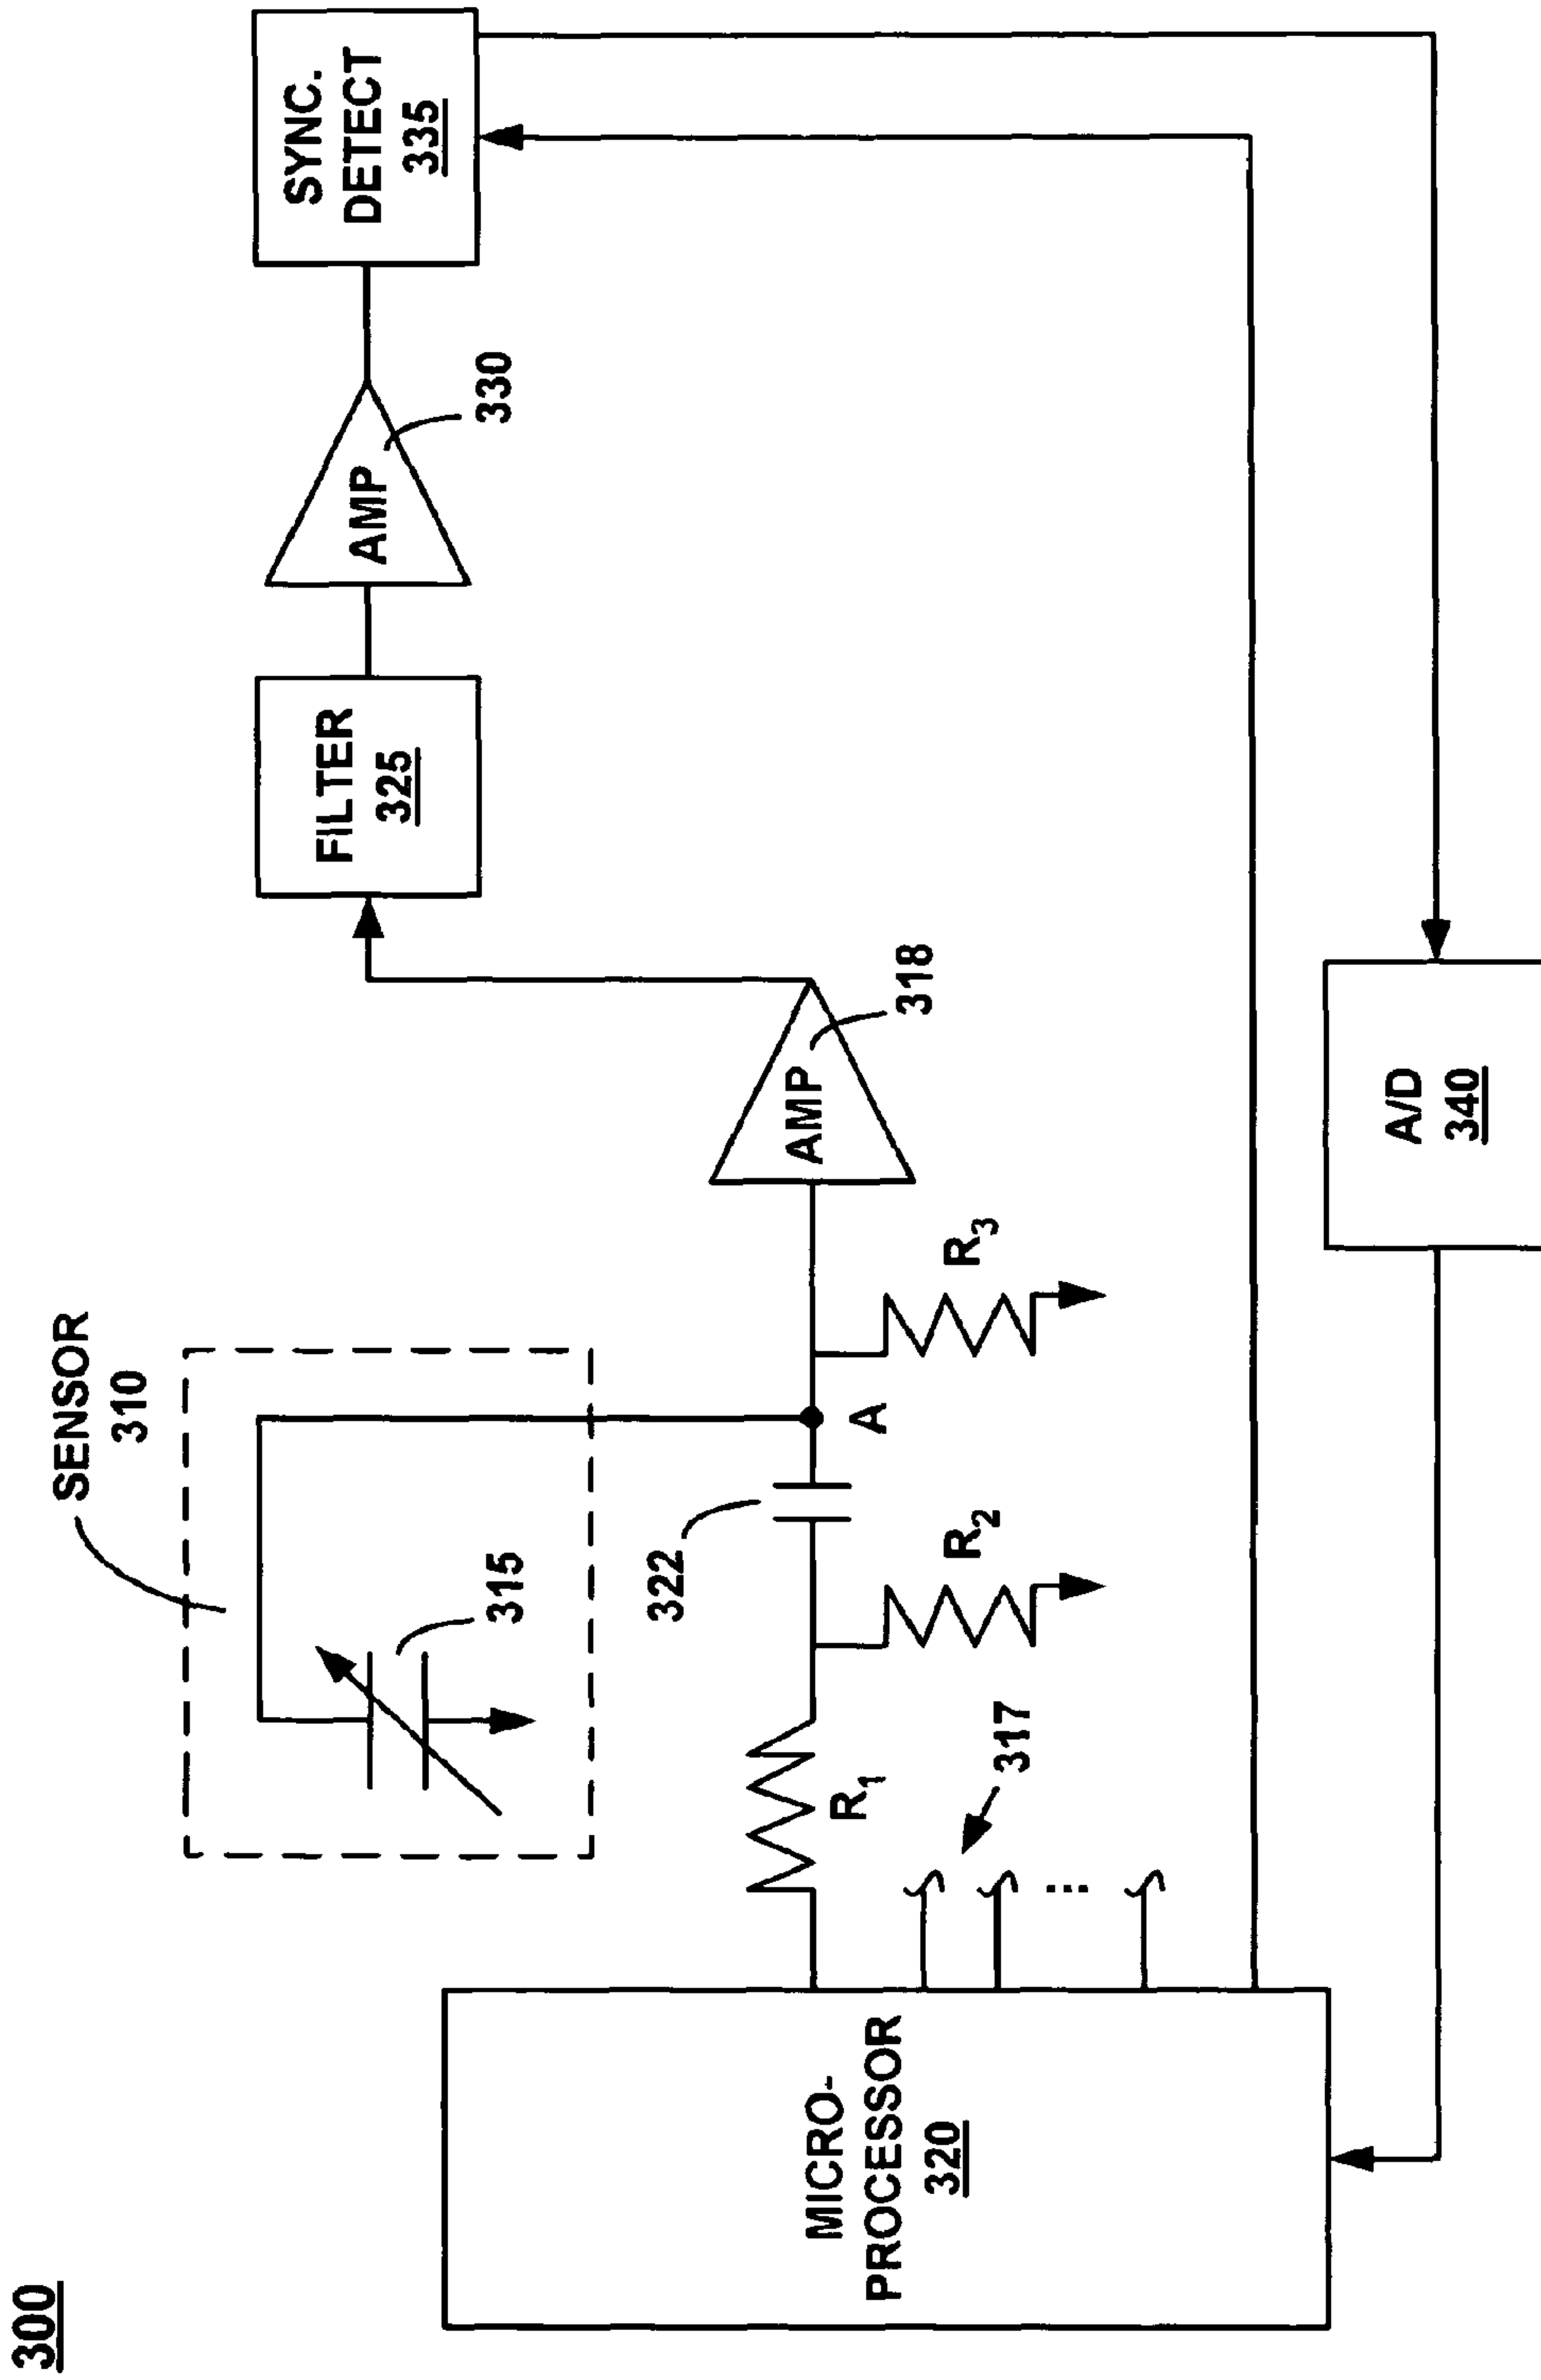 300
SENSOR
310
315
322
A
R1
R2
R3
317
MICRO-
PROCESSOR
320
AMP
318
FILTER
325
AMP
330
SYNC.
DETECT
335
A/D
340